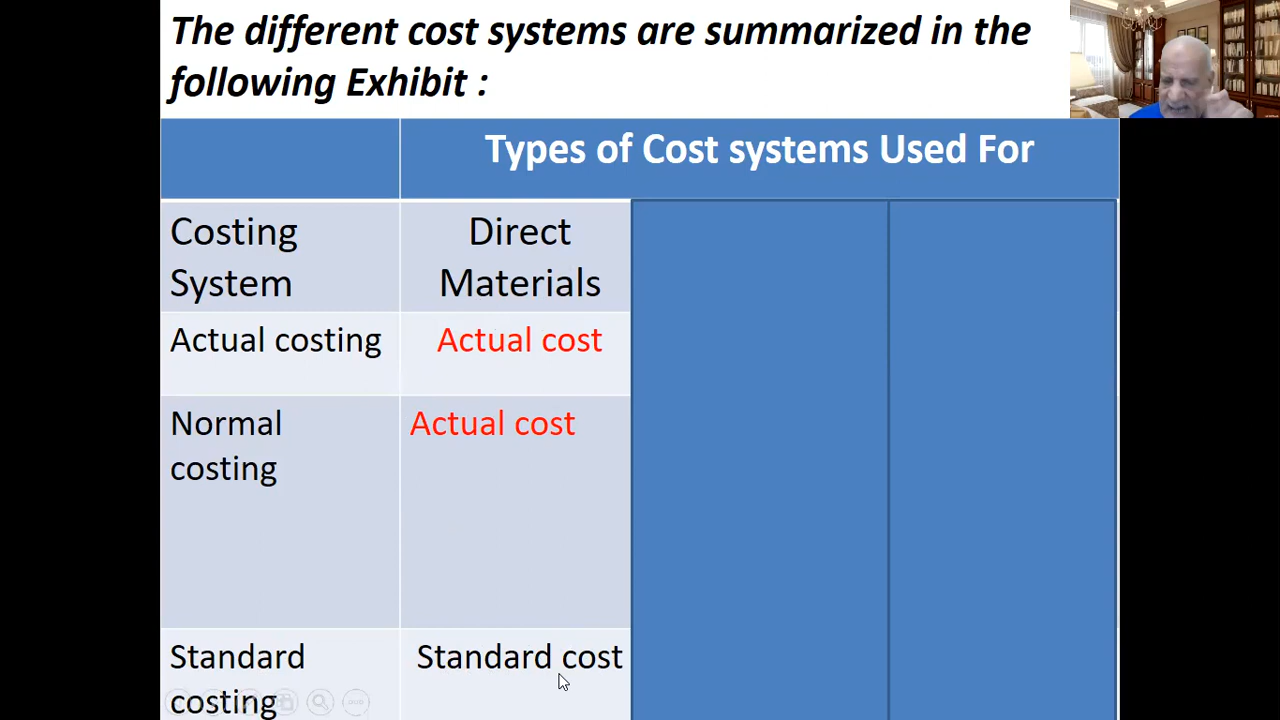 The different cost systems are summarized in the
following Exhibit :
Types of Cost systems Used For
Costing
System
Direct
Materials
Actual costing
Actual cost
Normal
costing
Actual cost
Standard
costing
Standard cost